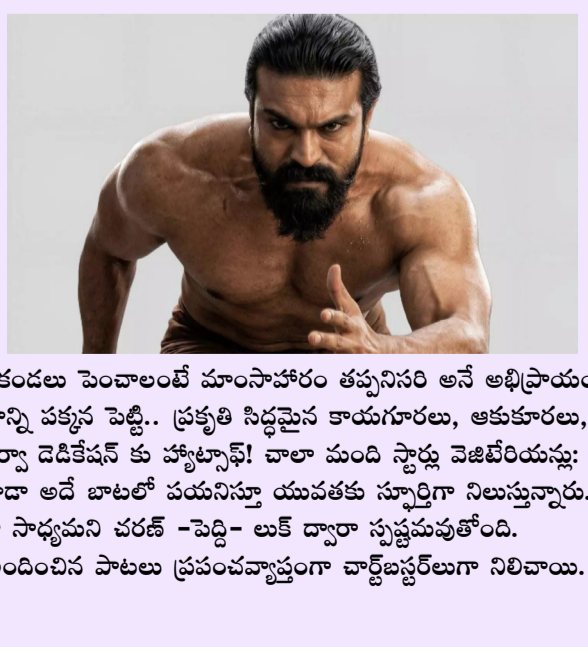 కండలు పెంచాలంటే మాంసాహారం తప్పనిసరి అనే అభిప్రాయం
పక్కన పెట్టి.. ప్రకృతి సిద్ధమైన కాయగూరలు, ఆకుకూరలు,
డెడికేషన్ కు హ్యాట్సాఫ్! చాలా మంది స్టార్లు వెజిటేరియన్లు:
అదే బాటలో పయనిస్తూ యువతకు స్ఫూర్తిగా నిలుస్తున్నారు.
సాధ్యమని చరణ్ -పెద్ది- లుక్ ద్వారా స్పష్టమవుతోంది.
పాటలు ప్రపంచవ్యాప్తంగా చార్ట్‌బస్టర్‌లుగా నిలిచాయి.